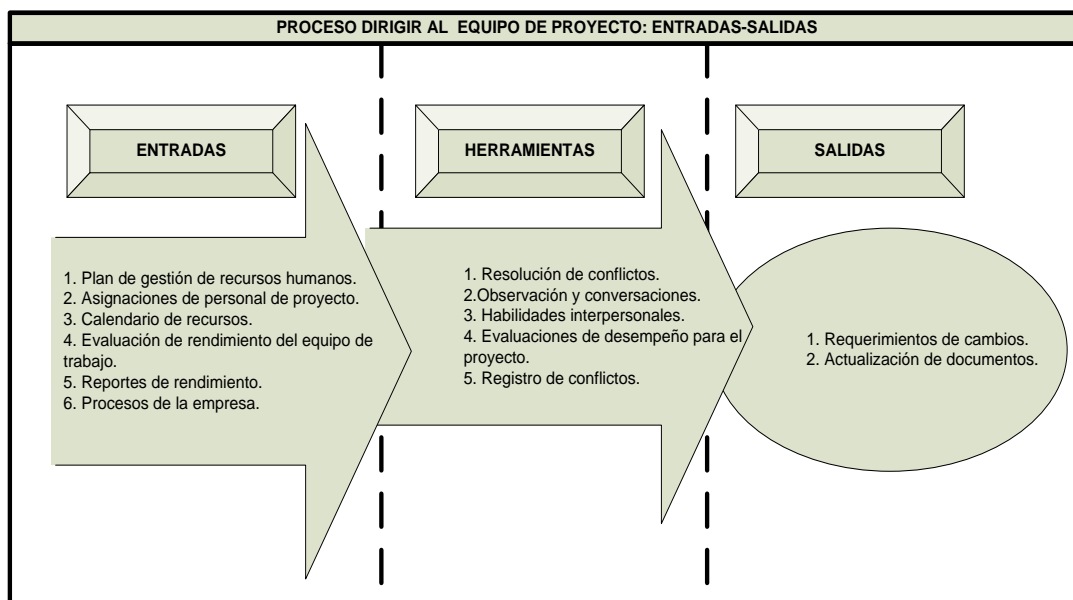 PROCESO DIRIGIR AL EQUIPO DE PROYECTO: ENTRADAS-SALIDAS
ENTRADAS
1. Plan de gestión de recursos humanos.
2. Asignaciones de personal de proyecto.
3. Calendario de recursos.
4. Evaluación de rendimiento del equipo de
trabajo.
5. Reportes de rendimiento.
6. Procesos de la empresa.
HERRAMIENTAS
1. Resolución de conflictos.
2.Observación y conversaciones.
3. Habilidades interpersonales.
4. Evaluaciones de desempeño para el
proyecto.
5. Registro de conflictos.
SALIDAS
1. Requerimientos de cambios.
2. Actualización de documentos.